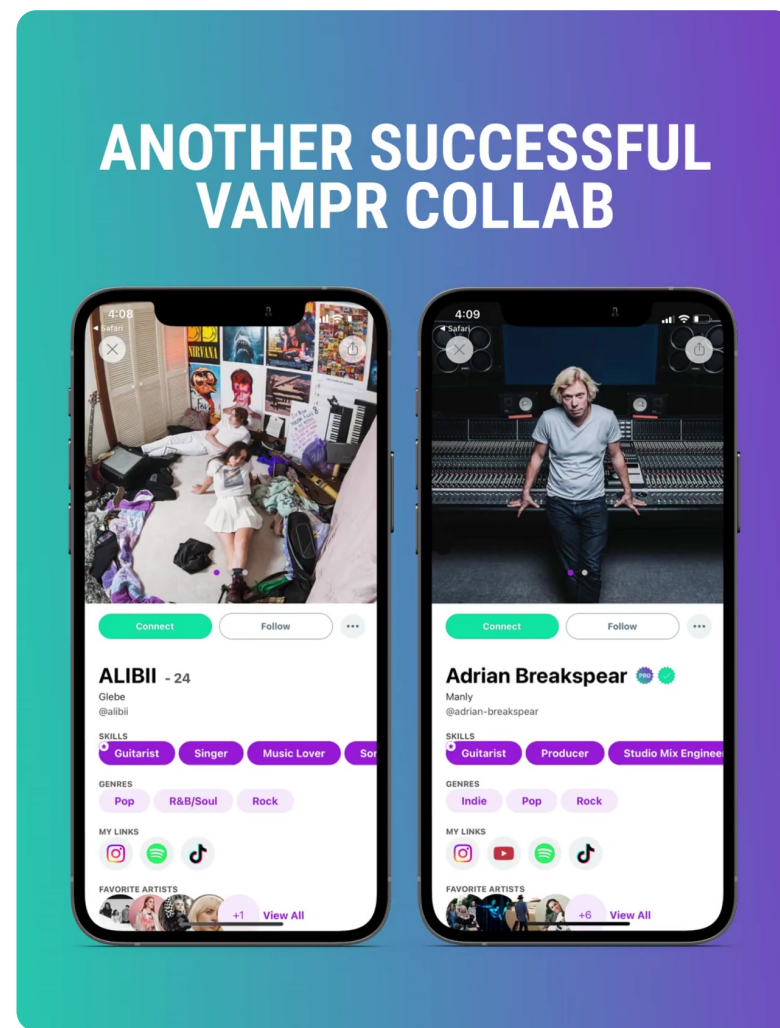 ANOTHER SUCCESSFUL
VAMPR COLLAB
4:08
Safari
NIRVANA
Connect
Follow
ALIBII - 24
Glebe
@alibii
SKILLS
Guitarist
Singer
Music Lover
GENRES
Pop
R&B/Soul
Rock
MY LINKS
FAVORITE ARTISTS
+1
View All
4:09
Safari
Connect
Follow
Adrian Breakspear PRO
Manly
@adrian-breakspear
SKILLS
Guitarist
Producer
Studio Mix Enginee
GENRES
Indie
Pop
Rock
MY LINKS
FAVORITE ARTISTS
+6
View All